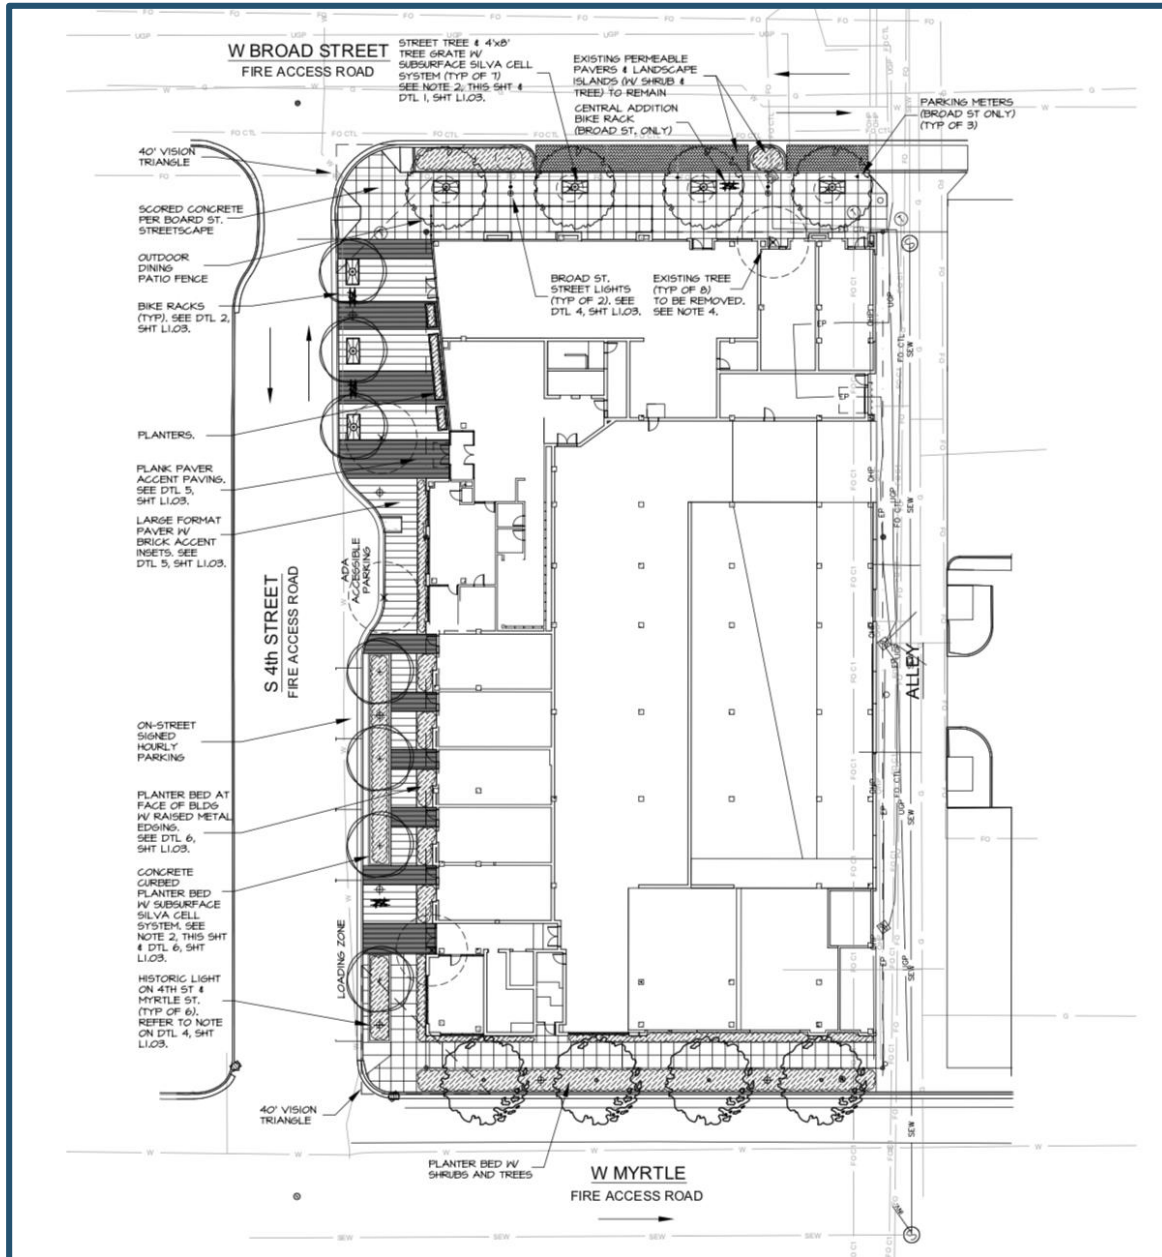 W BROAD STREET
FIRE ACCESS ROAD
STREET TREE & 4'x8'
TREE GRATE W/
SUBSURFACE SILVA CELL
SYSTEM (TYP OF 7)
SEE NOTE 2, THIS SHT &
DTL 1, SHT L1.03.
EXISTING PERMEABLE
PAVERS & LANDSCAPE
ISLANDS (W/ SHRUB &
TREE) TO REMAIN
CENTRAL ADDITION
BIKE RACK
(BROAD ST. ONLY)
PARKING METERS
(BROAD ST ONLY)
(TYP OF 3)
40' VISION
TRIANGLE
SCORED CONCRETE
PER BOARD ST.
STREETSCAPE
OUTDOOR
DINING
PATIO FENCE
BIKE RACKS
(TYP). SEE DTL 2,
SHT L1.03.
BROAD ST.
STREET LIGHTS
(TYP OF 2). SEE
DTL 4, SHT L1.03.
EXISTING TREE
(TYP OF 8)
TO BE REMOVED.
SEE NOTE 4.
PLANTERS.
PLANK PAVER
ACCENT PAVING.
SEE DTL 5,
SHT L1.03.
LARGE FORMAT
PAVER W/
BRICK ACCENT
INSETS. SEE
DTL 5, SHT L1.03.
ADA
ACCESSIBLE
PARKING
S 4th STREET
FIRE ACCESS ROAD
ALLEY
ON-STREET
SIGNED
HOURLY
PARKING
PLANTER BED AT
FACE OF BLDG
W/ RAISED METAL
EDGING.
SEE DTL 6,
SHT L1.03.
CONCRETE
CURBED
PLANTER BED
W/ SUBSURFACE
SILVA CELL
SYSTEM. SEE
NOTE 2, THIS SHT
& DTL 6, SHT
L1.03.
LOADING ZONE
HISTORIC LIGHT
ON 4TH ST &
MYRTLE ST.
(TYP OF 6).
REFER TO NOTE
ON DTL 4, SHT
L1.03.
40' VISION
TRIANGLE
PLANTER BED W/
SHRUBS AND TREES
W MYRTLE
FIRE ACCESS ROAD